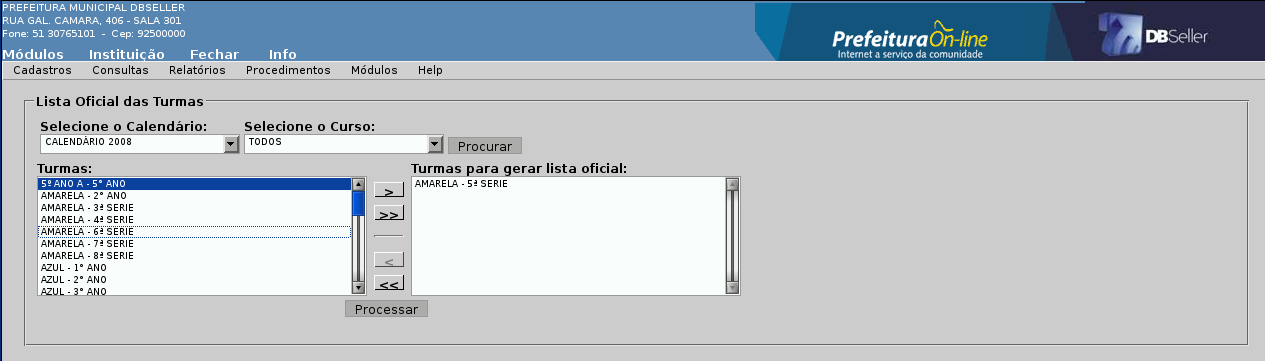 PREFEITURA MUNICIPAL DBSELLER
RUA GAL. CAMARA, 406 - SALA 301
Fone: 51 30765101 - Cep: 92500000
Prefeitura On-line
Internet a serviço da comunidade
DBSeller
Módulos Instituição Fechar Info
Cadastros Consultas Relatórios Procedimentos Módulos Help
Lista Oficial das Turmas
Selecione o Calendário: Selecione o Curso:
CALENDÁRIO 2008 TODOS Procurar
Turmas: Turmas para gerar lista oficial:
5º ANO A - 5° ANO
AMARELA - 2° ANO
AMARELA - 3ª SERIE
AMARELA - 4ª SERIE
AMARELA - 6ª SERIE
AMARELA - 7ª SERIE
AMARELA - 8ª SERIE
AZUL - 1° ANO
AZUL - 2° ANO
AZUL - 3° ANO
>
>>
<
<<
AMARELA - 5ª SERIE
Processar